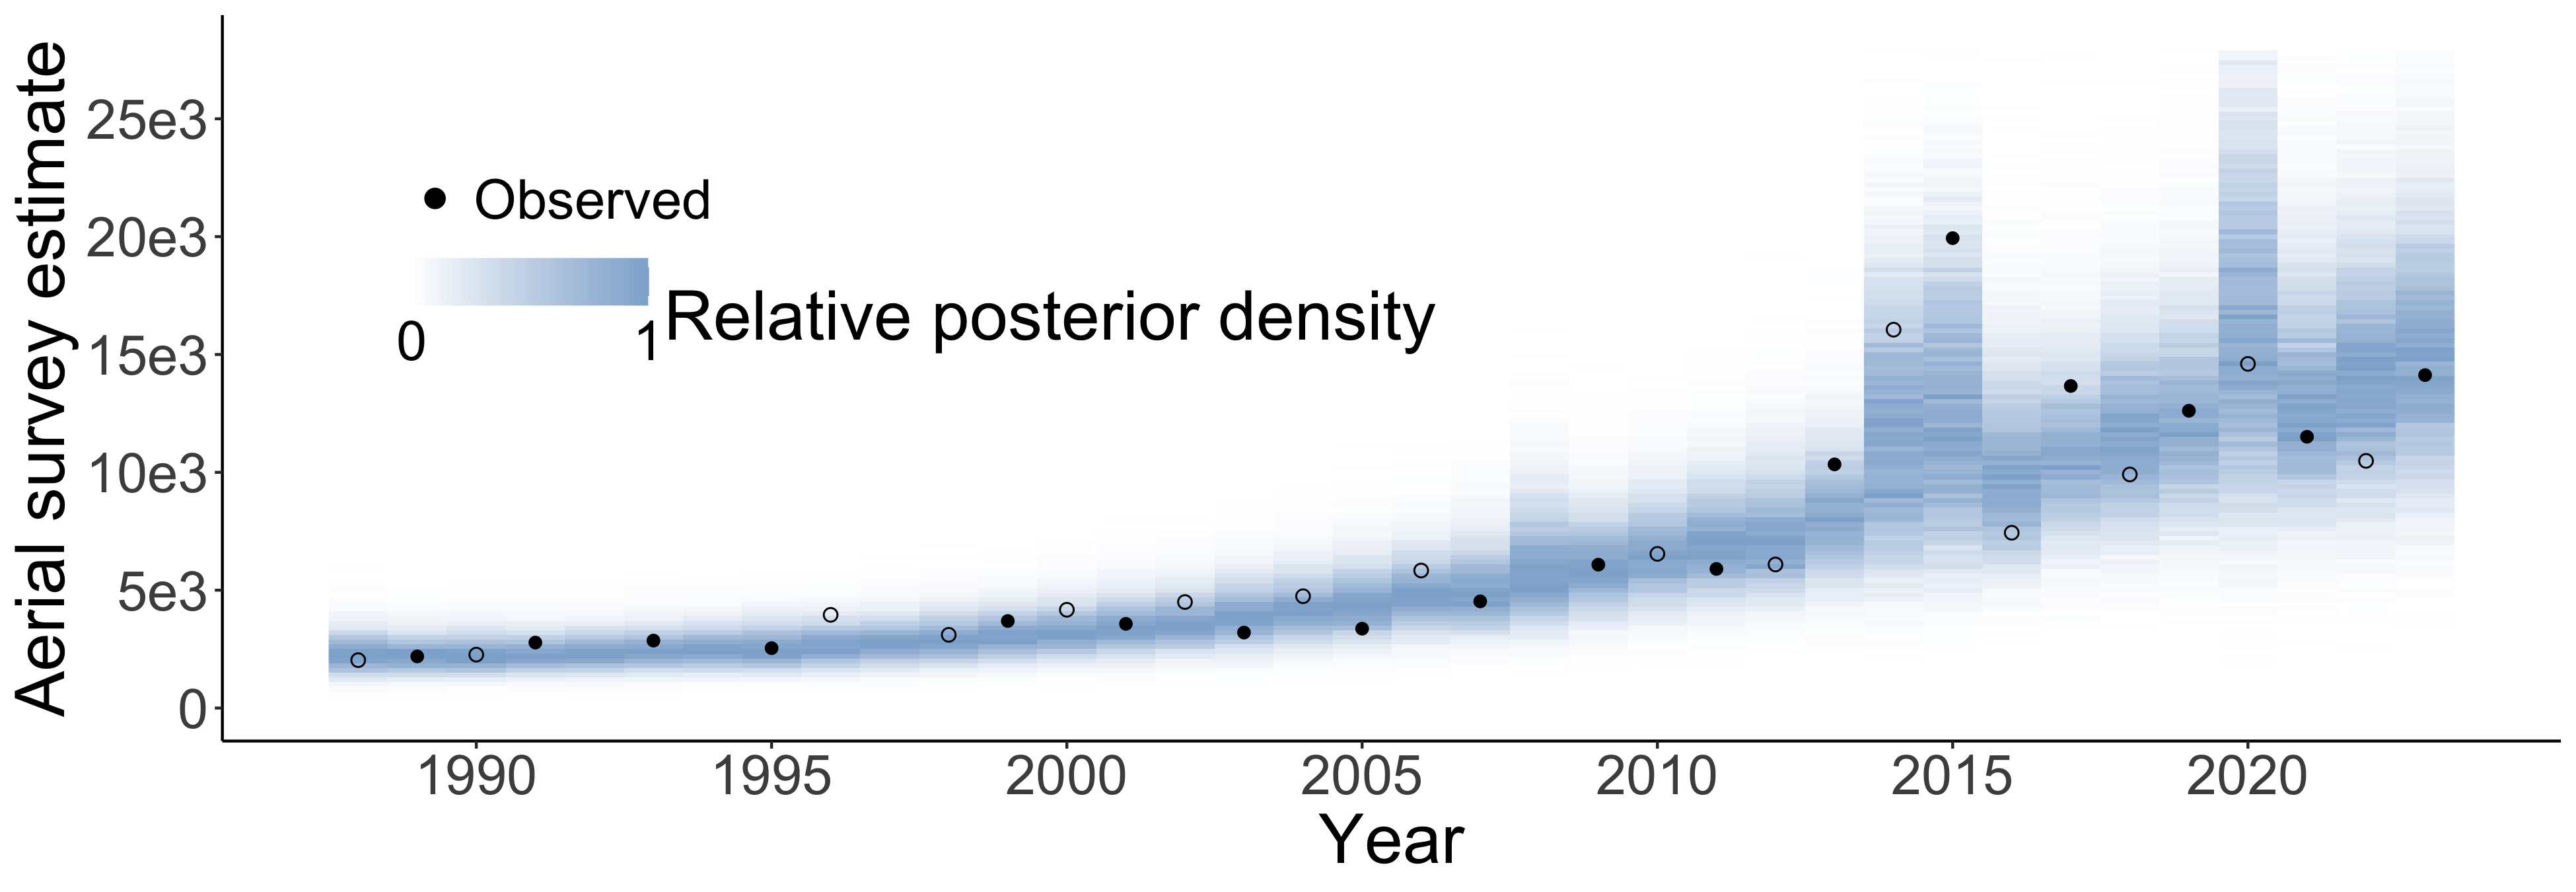 Aerial survey estimate
25e3
20e3
15e3
10e3
5e3
0
Observed
0 1
Relative posterior density
1990 1995 2000 2005 2010 2015 2020
Year